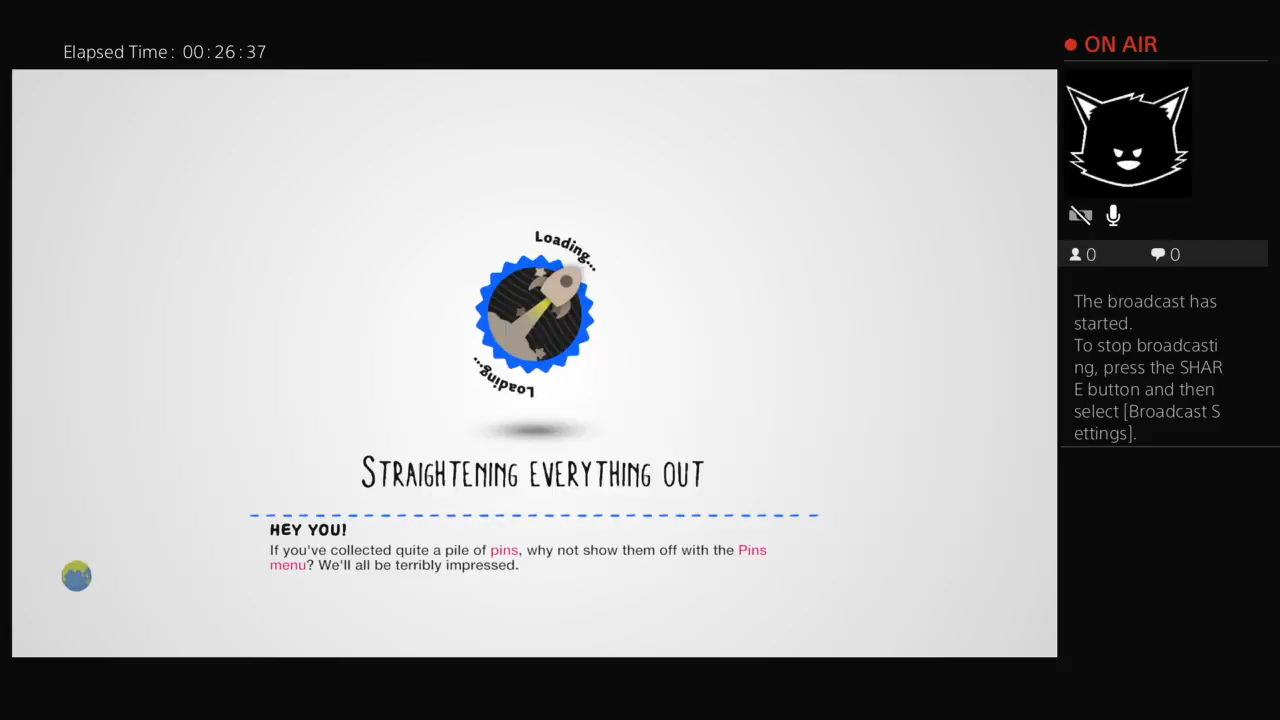 Elapsed Time: 00:26:37
ON AIR
Loading...
Loading...
0
0
The broadcast has
started.
To stop broadcasti
ng, press the SHAR
E button and then
select [Broadcast S
ettings].
STRAIGHTENING EVERYTHING OUT
HEY YOU!
If you've collected quite a pile of pins, why not show them off with the Pins
menu? We'll all be terribly impressed.